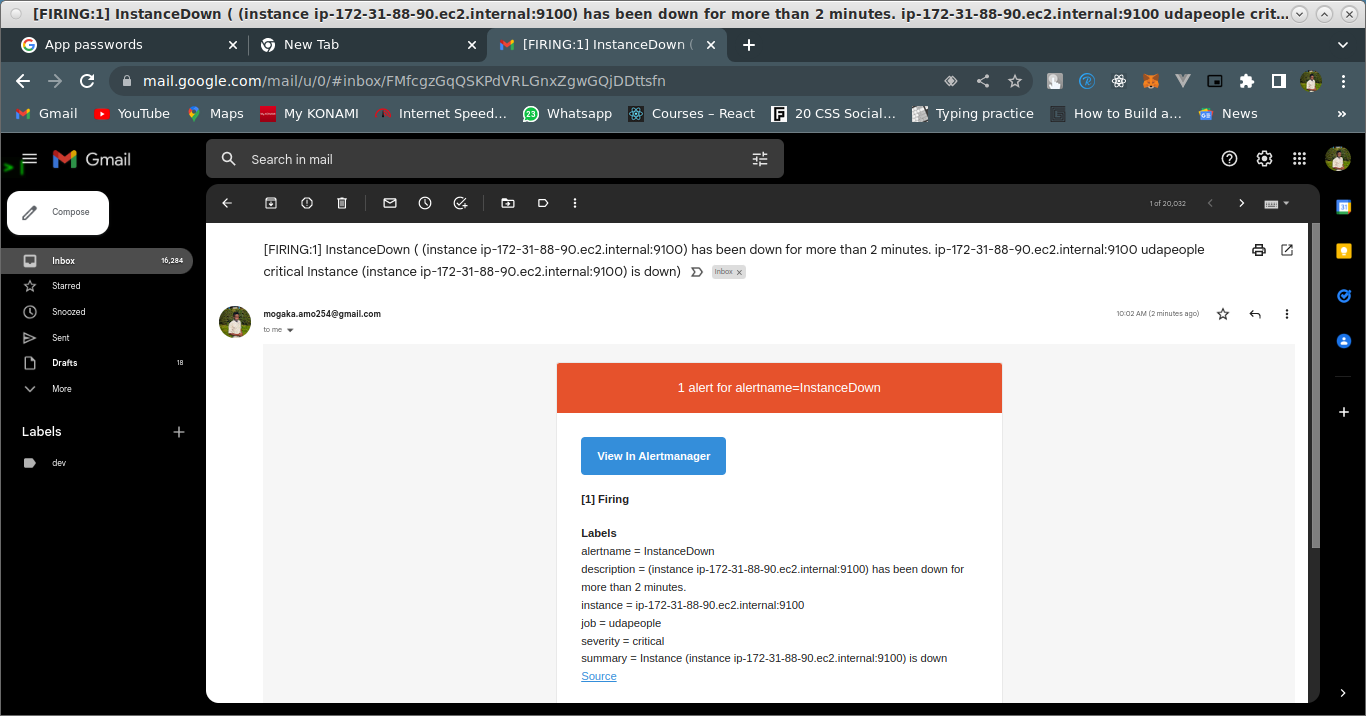 [FIRING:1] InstanceDown ( (instance ip-172-31-88-90.ec2.internal:9100) has been down for more than 2 minutes. ip-172-31-88-90.ec2.internal:9100 udapeople crit...
App passwords
New Tab
[FIRING:1] InstanceDown (
mail.google.com/mail/u/0/#inbox/FMfcgzGqQSKPdVRLGnxZgwGQjDDttsfn
Gmail
YouTube
Maps
My KONAMI
Internet Speed...
23
Whatsapp
Courses – React
20 CSS Social...
Typing practice
How to Build a...
News
»
Gmail
Search in mail
Compose
1 of 20,032
Inbox 16,284
Starred
Snoozed
Sent
Drafts 18
More
Labels
dev
[FIRING:1] InstanceDown ( (instance ip-172-31-88-90.ec2.internal:9100) has been down for more than 2 minutes. ip-172-31-88-90.ec2.internal:9100 udapeople
critical Instance (instance ip-172-31-88-90.ec2.internal:9100) is down) Inbox x
mogaka.amo254@gmail.com
10:02 AM (2 minutes ago)
to me
1 alert for alertname=InstanceDown
View In Alertmanager
[1] Firing
Labels
alertname = InstanceDown
description = (instance ip-172-31-88-90.ec2.internal:9100) has been down for
more than 2 minutes.
instance = ip-172-31-88-90.ec2.internal:9100
job = udapeople
severity = critical
summary = Instance (instance ip-172-31-88-90.ec2.internal:9100) is down
Source